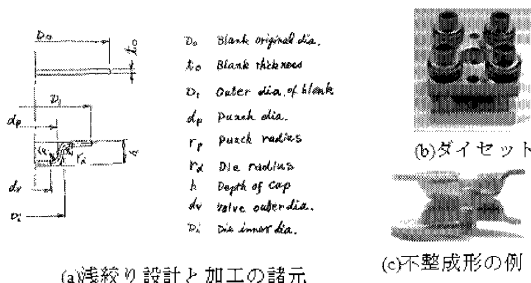 D₀
t₀
D₁
dp
rp
rd
h
dv
Di
D₀ Blank original dia.
t₀ Blank thickness
D₁ Outer dia. of blank
dp Punch dia.
rp Punch radius
rd Die radius
h Depth of cap
dv Valve outer dia.
Di Die inner dia.
(a)浅絞り設計と加工の諸元
(b)ダイセット
(c)不整成形の例